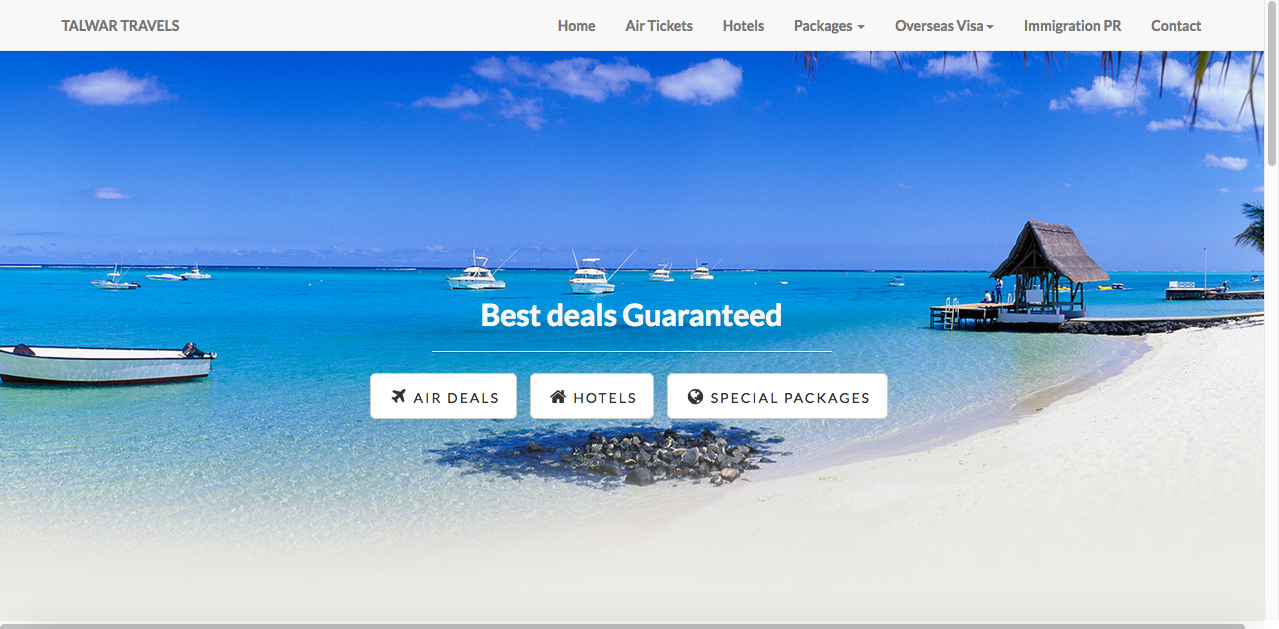 TALWAR TRAVELS Home Air Tickets Hotels Packages Overseas Visa Immigration PR Contact
Best deals Guaranteed
AIR DEALS HOTELS SPECIAL PACKAGES